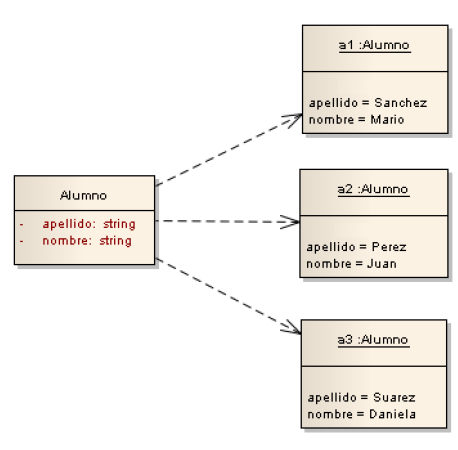 Alumno
- apellido: string
- nombre: string
a1 :Alumno
apellido = Sanchez
nombre = Mario
a2 :Alumno
apellido = Perez
nombre = Juan
a3 :Alumno
apellido = Suarez
nombre = Daniela